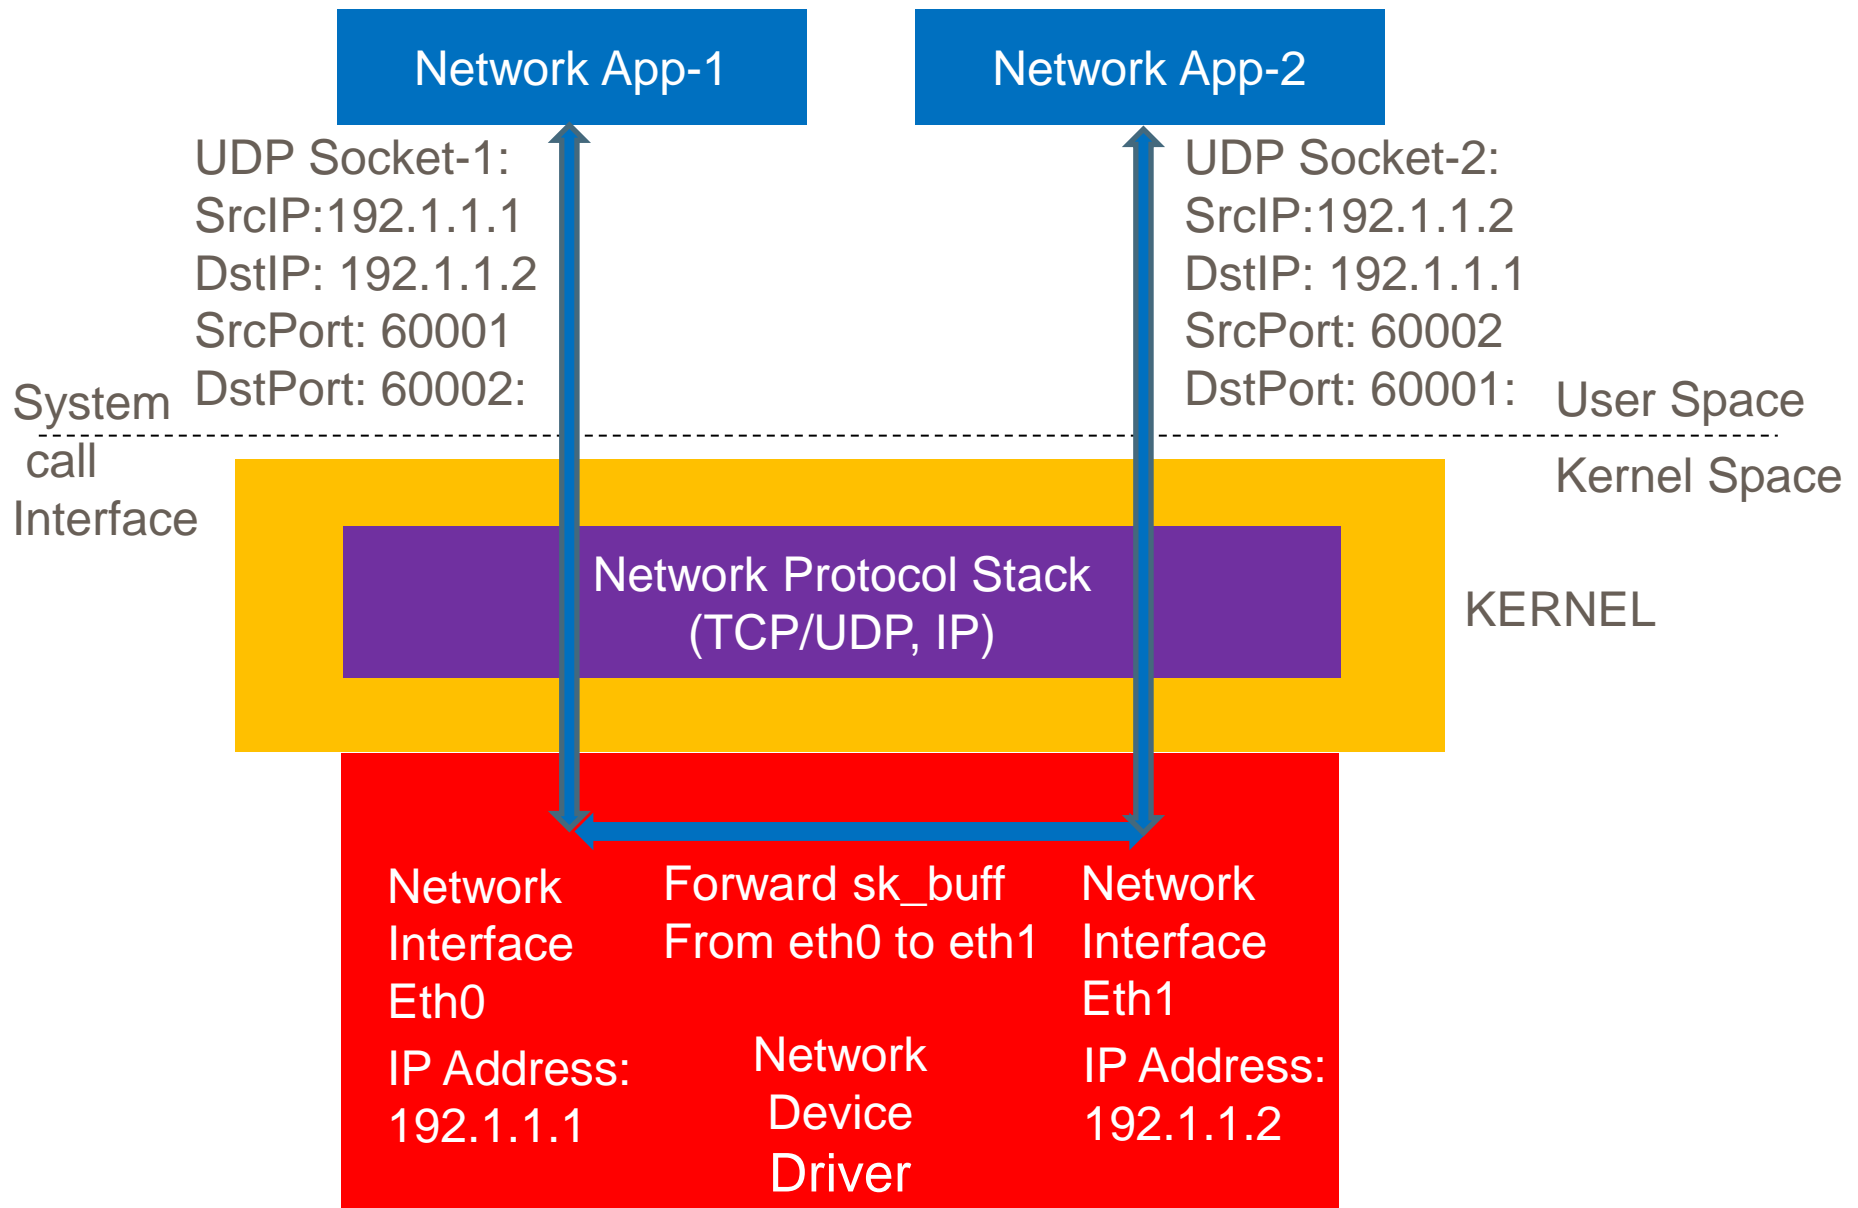 Network App-1
Network App-2
UDP Socket-1:
SrcIP:192.1.1.1
DstIP: 192.1.1.2
SrcPort: 60001
DstPort: 60002:
UDP Socket-2:
SrcIP:192.1.1.2
DstIP: 192.1.1.1
SrcPort: 60002
DstPort: 60001:
System
call
Interface
User Space
Kernel Space
Network Protocol Stack
(TCP/UDP, IP)
KERNEL
Network
Interface
Eth0
IP Address:
192.1.1.1
Forward sk_buff
From eth0 to eth1
Network
Device
Driver
Network
Interface
Eth1
IP Address:
192.1.1.2